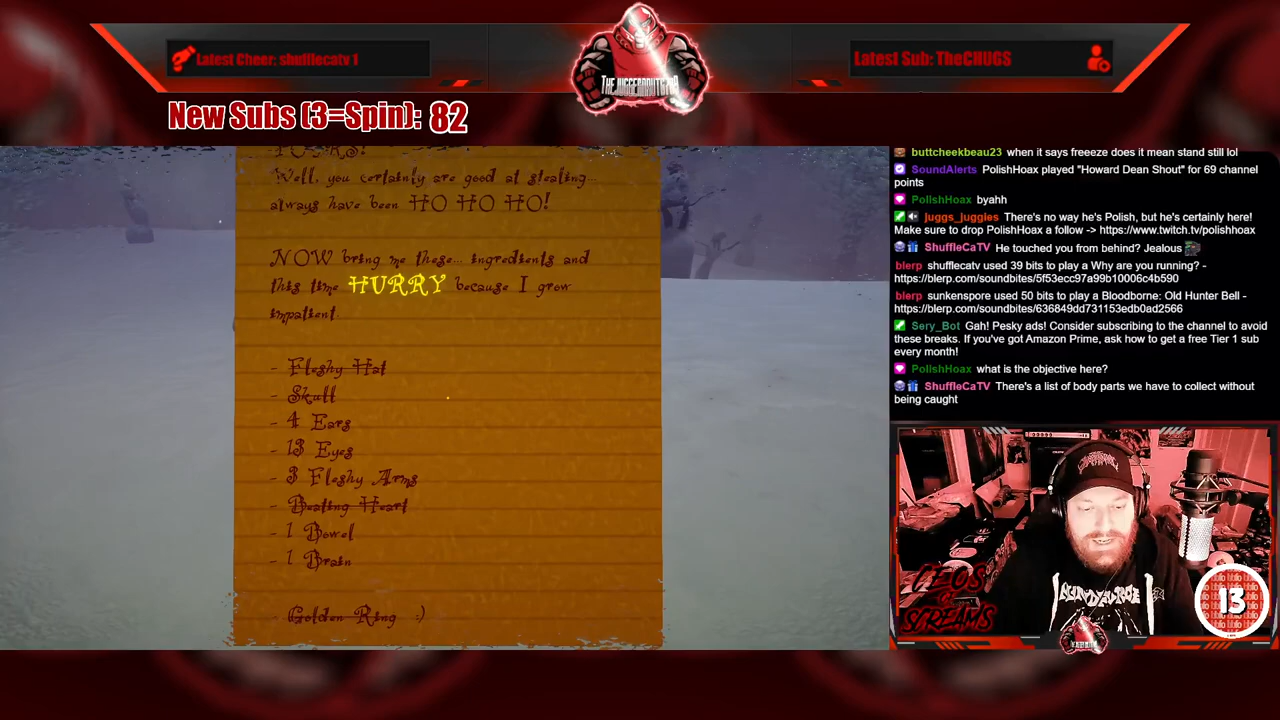 Latest Cheer: shufflecatv 1
THEJUGGERNAUTGTA
Latest Sub: TheCHUGS
New Subs (3=Spin): 82
Well, you certainly are good at stealing...
always have been HO HO HO!
NOW bring me these... ingredients and
this time HURRY because I grow
impatient.
- Fleshy Hat
- Skull
- 4 Ears
- 13 Eyes
- 3 Fleshy Arms
- Beating Heart
- 1 Bowel
- 1 Brain
- Golden Ring :)
buttcheekbeau23 when it says freeeze does it mean stand still lol
SoundAlerts PolishHoax played "Howard Dean Shout" for 69 channel
points
PolishHoax byahh
juggs_juggies There's no way he's Polish, but he's certainly here!
Make sure to drop PolishHoax a follow -> https://www.twitch.tv/polishhoax
ShuffleCaTV He touched you from behind? Jealous
blerp shufflecatv used 39 bits to play a Why are you running? -
https://blerp.com/soundbites/5f53ecc97a99b10006c4b590
blerp sunkenspore used 50 bits to play a Bloodborne: Old Hunter Bell -
https://blerp.com/soundbites/636849dd731153edb0ad2566
Sery_Bot Gah! Pesky ads! Consider subscribing to the channel to avoid
these breaks. If you've got Amazon Prime, ask how to get a free Tier 1 sub
every month!
PolishHoax what is the objective here?
ShuffleCaTV There's a list of body parts we have to collect without
being caught
SCREAMS
13